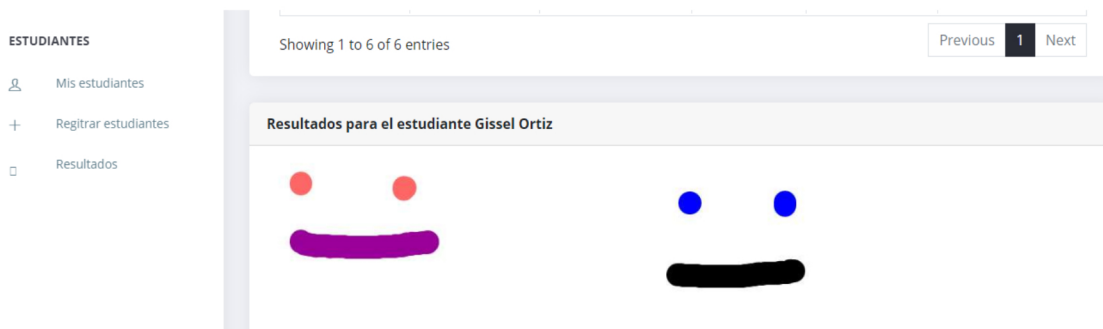 ESTUDIANTES
Mis estudiantes
Regitrar estudiantes
Resultados
Showing 1 to 6 of 6 entries
Previous 1 Next
Resultados para el estudiante Gissel Ortiz